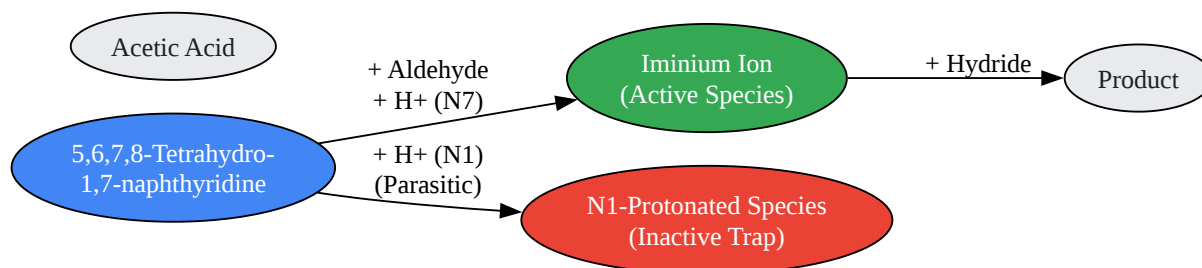 Acetic Acid
5,6,7,8-Tetrahydro-
1,7-naphthyridine
+ Aldehyde
+ H+ (N7)
+ H+ (N1)
(Parasitic)
Iminium Ion
(Active Species)
N1-Protonated Species
(Inactive Trap)
+ Hydride
Product